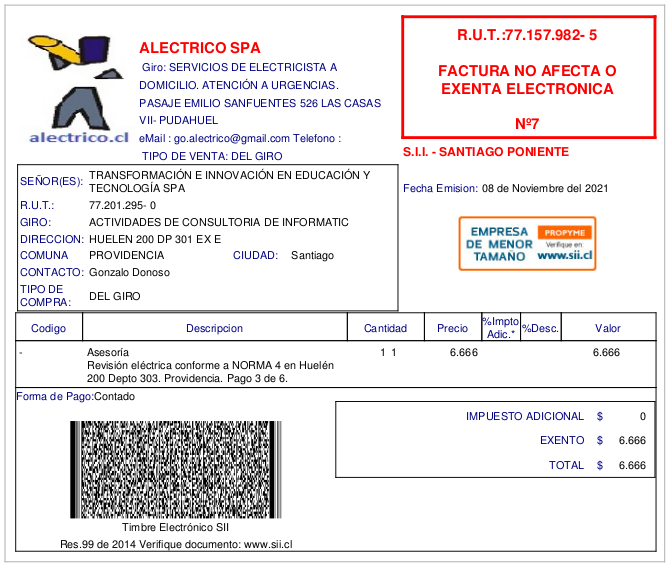 alectrico.cl
ALECTRICO SPA
Giro: SERVICIOS DE ELECTRICISTA A
DOMICILIO. ATENCIÓN A URGENCIAS.
PASAJE EMILIO SANFUENTES 526 LAS CASAS
VII- PUDAHUEL
eMail : go.alectrico@gmail.com Telefono :
TIPO DE VENTA: DEL GIRO
R.U.T.:77.157.982- 5
FACTURA NO AFECTA O
EXENTA ELECTRONICA
Nº7
S.I.I. - SANTIAGO PONIENTE
Fecha Emision: 08 de Noviembre del 2021
EMPRESA
DE MENOR
TAMAÑO
PROPYME
Verifique en
www.sii.cl
SEÑOR(ES): TRANSFORMACIÓN E INNOVACIÓN EN EDUCACIÓN Y
TECNOLOGÍA SPA
R.U.T.: 77.201.295- 0
GIRO: ACTIVIDADES DE CONSULTORIA DE INFORMATIC
DIRECCION: HUELEN 200 DP 301 EX E
COMUNA PROVIDENCIA CIUDAD: Santiago
CONTACTO: Gonzalo Donoso
TIPO DE
COMPRA: DEL GIRO
Codigo Descripcion Cantidad Precio %Impto
Adic.* %Desc. Valor
- Asesoría 1 1 6.666 6.666
Revisión eléctrica conforme a NORMA 4 en Huelén
200 Depto 303. Providencia. Pago 3 de 6.
Forma de Pago:Contado
IMPUESTO ADICIONAL $ 0
EXENTO $ 6.666
TOTAL $ 6.666
Timbre Electrónico SII
Res.99 de 2014 Verifique documento: www.sii.cl